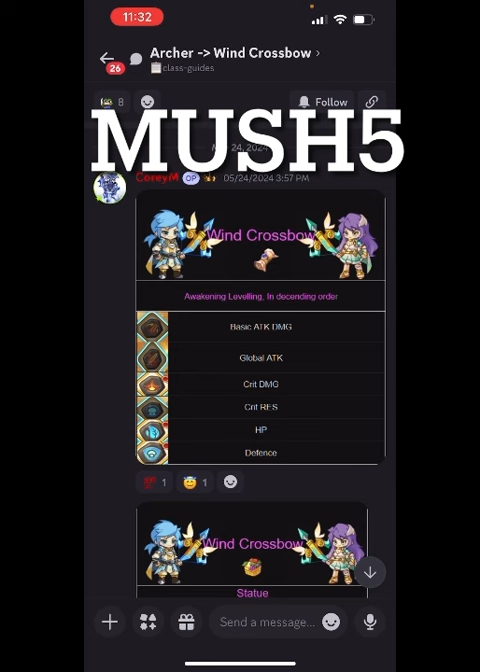 11:32
26
Archer -> Wind Crossbow ›
class-guides
8
Follow
24, 2024
MUSH5
CoreyM OP 05/24/2024 3:57 PM
Wind Crossbow
Awakening Levelling, In decending order
Basic ATK DMG
Global ATK
Crit DMG
Crit RES
HP
Defence
1
1
Wind Crossbow
Statue
Send a message...